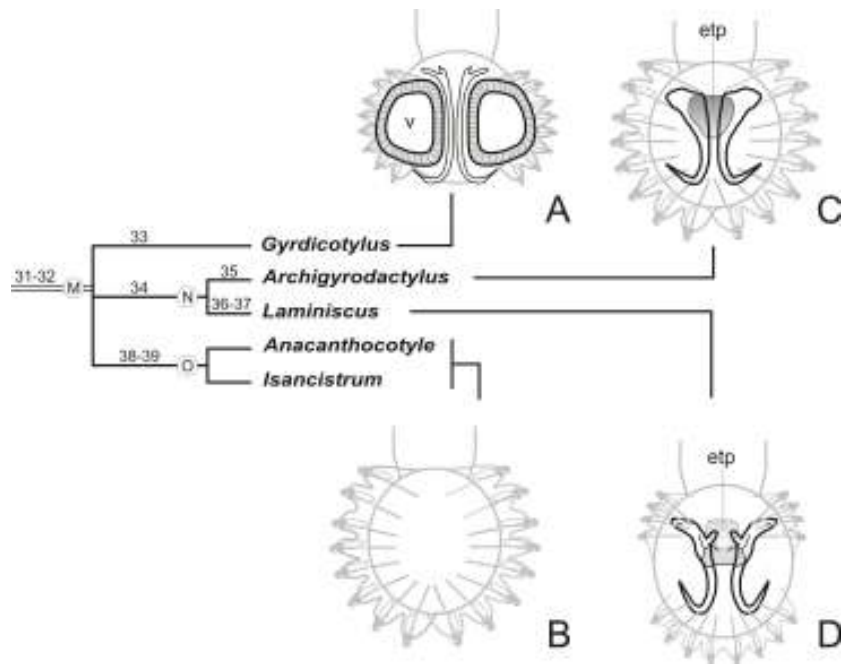 etp
v
A
C
33
Gyrdicotylus
31-32
M
35
Archigyrodactylus
34
N
36-37
Laminiscus
38-39
Anacanthocotyle
O
Isancistrum
etp
B
D